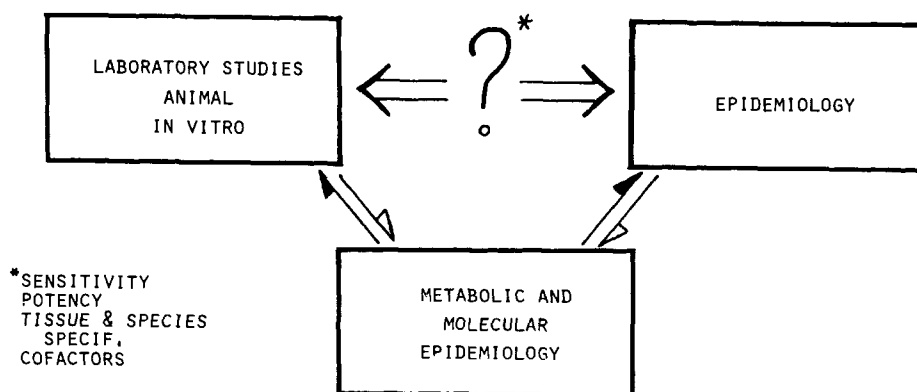 LABORATORY STUDIES
ANIMAL
IN VITRO
?*
EPIDEMIOLOGY
*SENSITIVITY
POTENCY
TISSUE & SPECIES
SPECIF.
COFACTORS
METABOLIC AND
MOLECULAR
EPIDEMIOLOGY